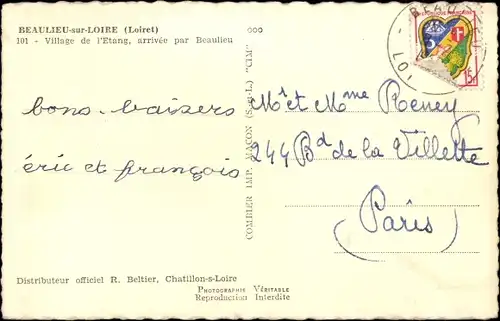 BEAULIEU-sur-LOIRE (Loiret)
101 - Village de l'Etang, arrivée par Beaulieu
bons baisers
éric et françois
COMBIER IMP. MACON (S.-et-L.) "CIM"
Mr et Mme Reney
244 Bd de la Villette
(Paris)
Distributeur officiel R. Beltier, Chatillon-s-Loire
PHOTOGRAPHIE VÉRITABLE
Reproduction Interdite
15F